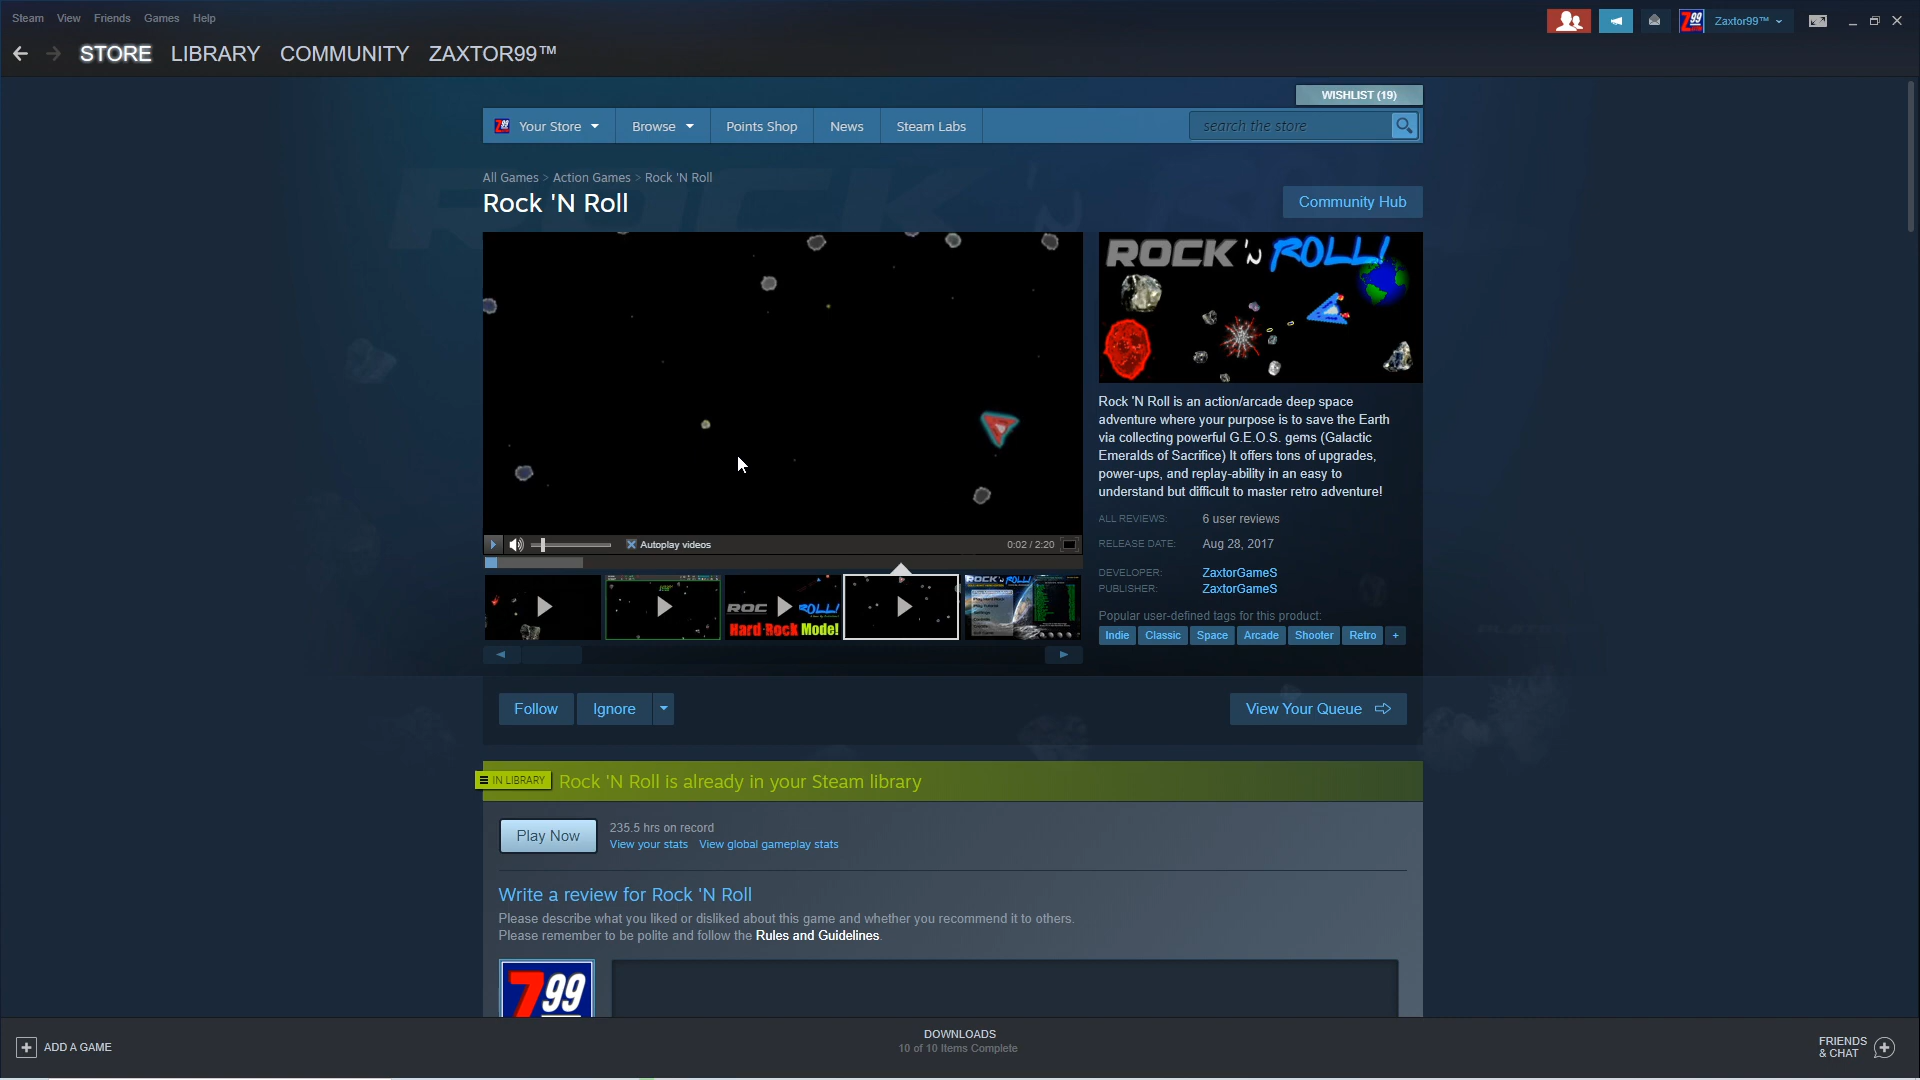 Steam View Friends Games Help
Zaxtor99™
STORE LIBRARY COMMUNITY ZAXTOR99™
WISHLIST (19)
Your Store Browse Points Shop News Steam Labs
search the store
All Games > Action Games > Rock 'N Roll
Rock 'N Roll
Community Hub
ROCK 'N ROLL!
Rock 'N Roll is an action/arcade deep space
adventure where your purpose is to save the Earth
via collecting powerful G.E.O.S. gems (Galactic
Emeralds of Sacrifice) It offers tons of upgrades,
power-ups, and replay-ability in an easy to
understand but difficult to master retro adventure!
ALL REVIEWS: 6 user reviews
RELEASE DATE: Aug 28, 2017
DEVELOPER: ZaxtorGameS
PUBLISHER: ZaxtorGameS
Popular user-defined tags for this product:
Indie Classic Space Arcade Shooter Retro +
Autoplay videos
0:02 / 2:20
ROC ROLL!
Hard-Rock Mode!
ROCK 'N ROLL!
Follow Ignore
View Your Queue
IN LIBRARY
Rock 'N Roll is already in your Steam library
Play Now
235.5 hrs on record
View your stats View global gameplay stats
Write a review for Rock 'N Roll
Please describe what you liked or disliked about this game and whether you recommend it to others.
Please remember to be polite and follow the Rules and Guidelines.
Z99
ADD A GAME
DOWNLOADS
10 of 10 Items Complete
FRIENDS
& CHAT